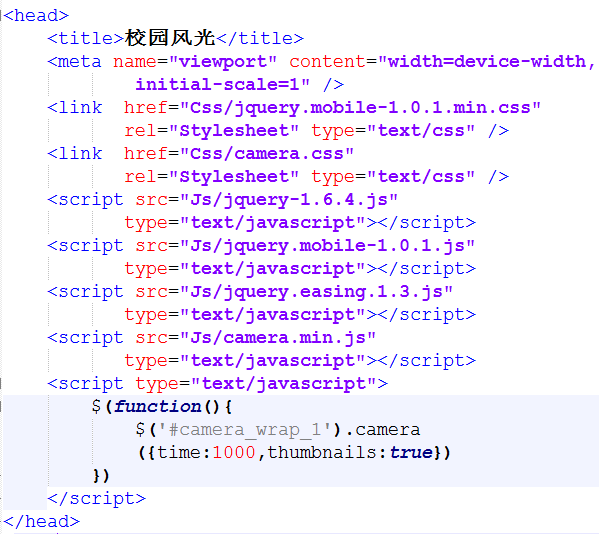 <head>
<title>校园风光</title>
<meta name="viewport" content="width=device-width,
initial-scale=1" />
<link  href="Css/jquery.mobile-1.0.1.min.css"
rel="Stylesheet" type="text/css" />
<link  href="Css/camera.css"
rel="Stylesheet" type="text/css" />
<script src="Js/jquery-1.6.4.js"
type="text/javascript"></script>
<script src="Js/jquery.mobile-1.0.1.js"
type="text/javascript"></script>
<script src="Js/jquery.easing.1.3.js"
type="text/javascript"></script>
<script src="Js/camera.min.js"
type="text/javascript"></script>
<script type="text/javascript">
$(function(){
$('#camera_wrap_1').camera
({time:1000,thumbnails:true})
})
</script>
</head>